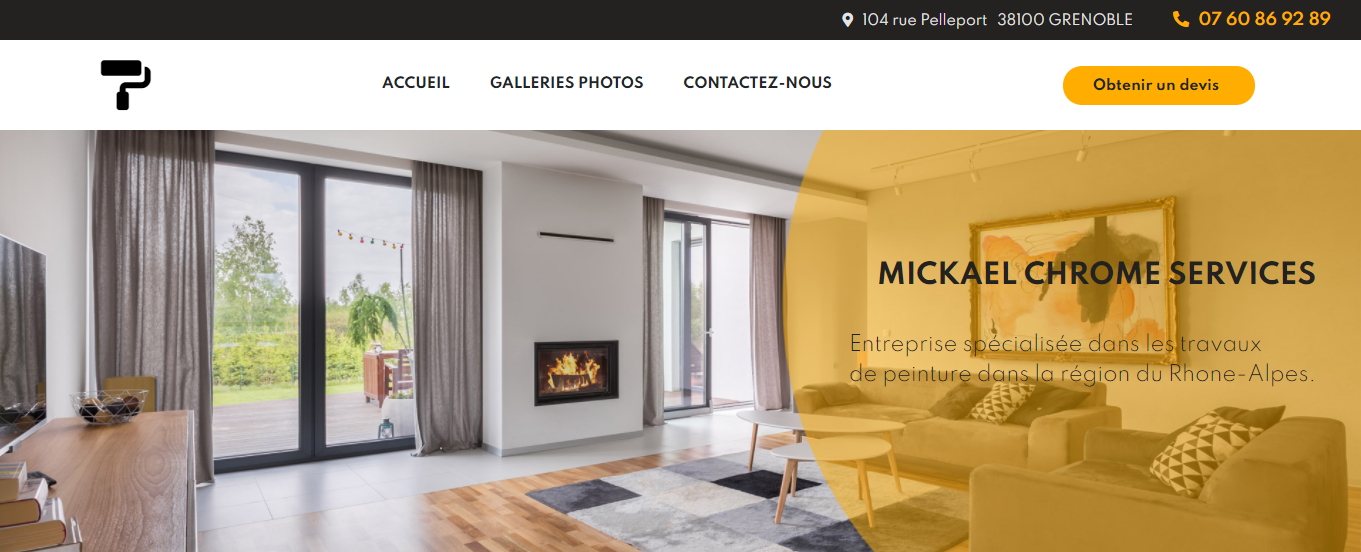 104 rue Pelleport 38100 GRENOBLE 07 60 86 92 89
ACCUEIL GALLERIES PHOTOS CONTACTEZ-NOUS Obtenir un devis
MICKAEL CHROME SERVICES
Entreprise spécialisée dans les travaux
de peinture dans la région du Rhone-Alpes.